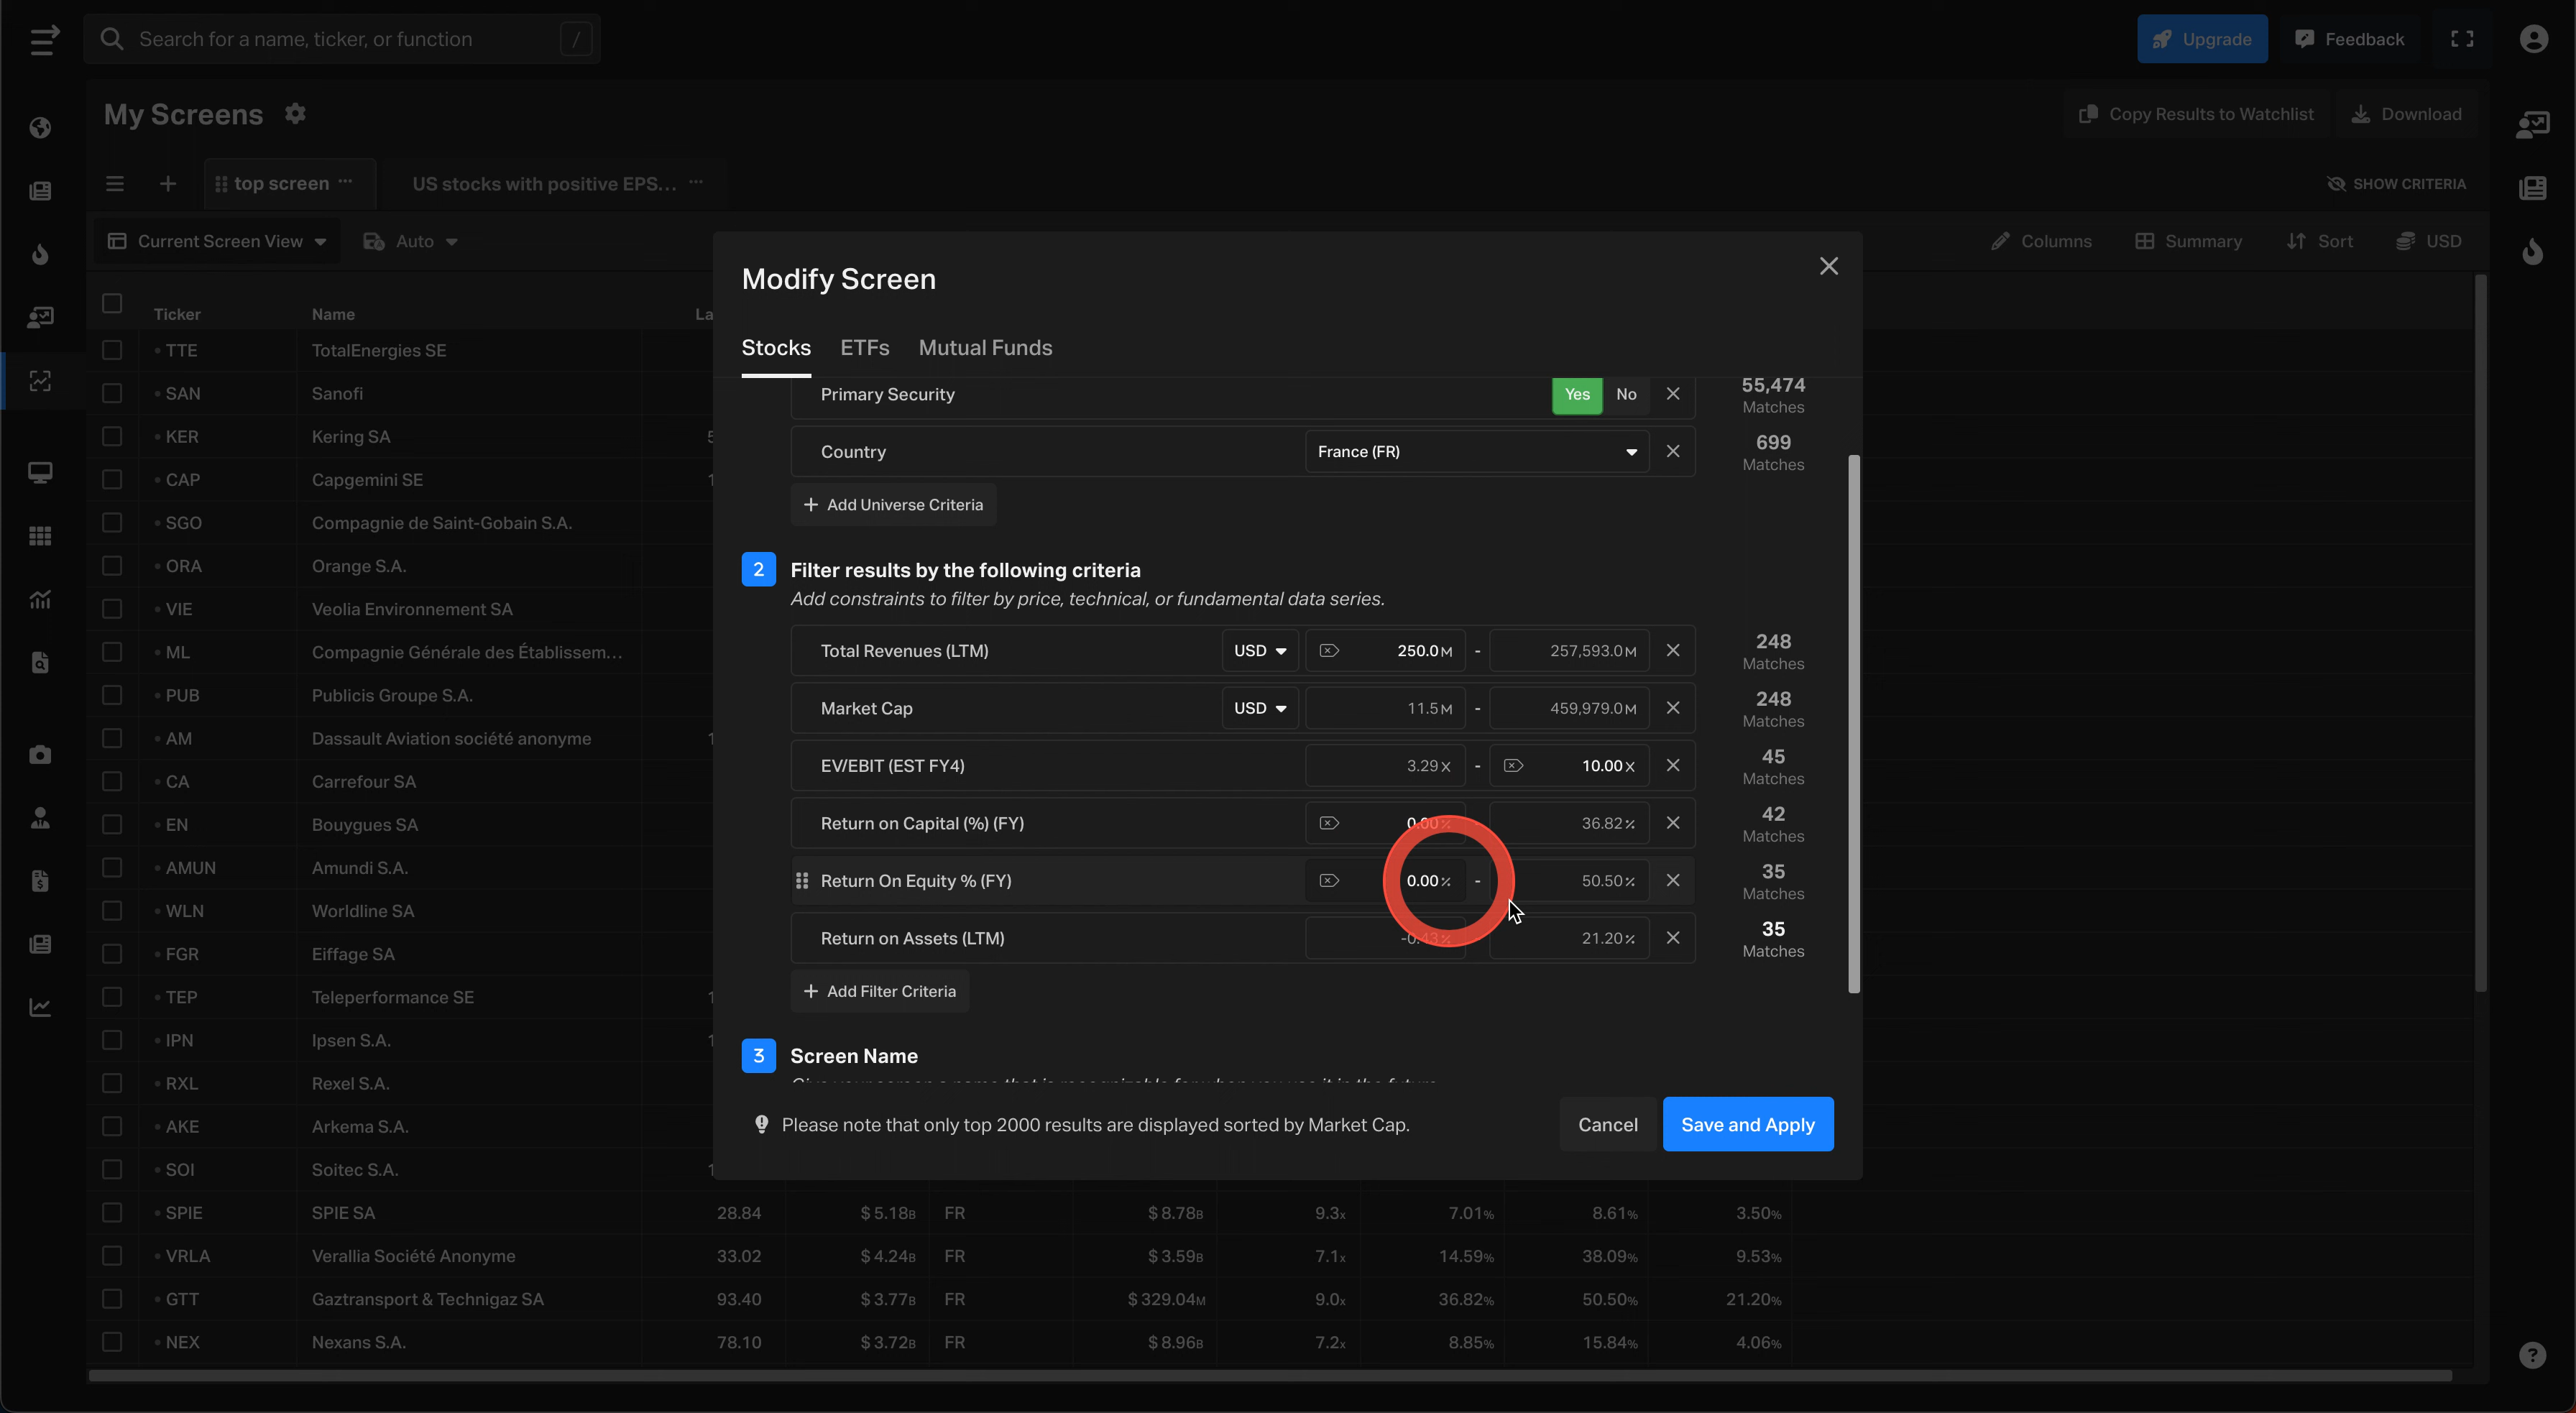 Search for a name, ticker, or function /
Upgrade
Feedback
My Screens
Copy Results to Watchlist
Download
top screen ···
US stocks with positive EPS... ···
SHOW CRITERIA
Current Screen View
Auto
Columns
Summary
Sort
USD
Ticker Name La
TTE TotalEnergies SE
SAN Sanofi
KER Kering SA 5
CAP Capgemini SE 1
SGO Compagnie de Saint-Gobain S.A.
ORA Orange S.A.
VIE Veolia Environnement SA
ML Compagnie Générale des Établissem...
PUB Publicis Groupe S.A.
AM Dassault Aviation société anonyme 1
CA Carrefour SA
EN Bouygues SA
AMUN Amundi S.A.
WLN Worldline SA
FGR Eiffage SA
TEP Teleperformance SE 1
IPN Ipsen S.A. 1
RXL Rexel S.A.
AKE Arkema S.A.
SOI Soitec S.A. 1
SPIE SPIE SA 28.84 $5.18B FR $8.78B 9.3x 7.01% 8.61% 3.50%
VRLA Verallia Société Anonyme 33.02 $4.24B FR $3.59B 7.1x 14.59% 38.09% 9.53%
GTT Gaztransport & Technigaz SA 93.40 $3.77B FR $329.04M 9.0x 36.82% 50.50% 21.20%
NEX Nexans S.A. 78.10 $3.72B FR $8.96B 7.2x 8.85% 15.84% 4.06%
Modify Screen
Stocks ETFs Mutual Funds
Primary Security Yes No 55,474 Matches
Country France (FR) 699 Matches
+ Add Universe Criteria
2 Filter results by the following criteria
Add constraints to filter by price, technical, or fundamental data series.
Total Revenues (LTM) USD 250.0M - 257,593.0M 248 Matches
Market Cap USD 11.5M - 459,979.0M 248 Matches
EV/EBIT (EST FY4) 3.29x - 10.00x 45 Matches
Return on Capital (%) (FY) 0.00% - 36.82% 42 Matches
Return On Equity % (FY) 0.00% - 50.50% 35 Matches
Return on Assets (LTM) -0.43% 21.20% 35 Matches
+ Add Filter Criteria
3 Screen Name
Please note that only top 2000 results are displayed sorted by Market Cap.
Cancel
Save and Apply
?